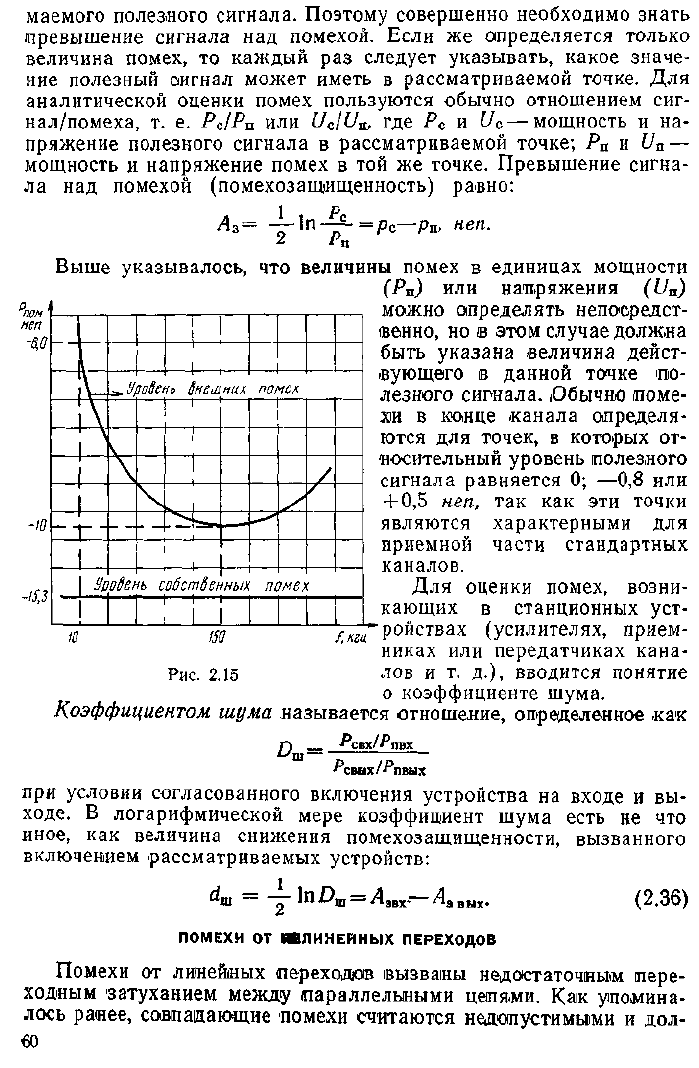 маемого полезного сигнала. Поэтому совершенно необходимо знать
превышение сигнала над помехой. Если же определяется только
величина помех, то каждый раз следует указывать, какое значе-
ние полезный сигнал может иметь в рассматриваемой точке. Для
аналитической оценки помех пользуются обычно отношением сиг-
нал/помеха, т. е. Pс/Pп или Uс/Uп, где Pс и Uс — мощность и на-
пряжение полезного сигнала в рассматриваемой точке; Pп и Uп —
мощность и напряжение помех в той же точке. Превышение сигна-
ла над помехой (помехозащищенность) равно:
Aз = 1/2 ln Pс/Pп = pс — pп, неп.
Выше указывалось, что величины помех в единицах мощности
(Pп) или напряжения (Uп)
можно определять непосредст-
венно, но в этом случае должна
быть указана величина дейст-
вующего в данной точке по-
лезного сигнала. Обычно поме-
хи в конце канала определя-
ются для точек, в которых от-
носительный уровень полезного
сигнала равняется 0; —0,8 или
+0,5 неп, так как эти точки
являются характерными для
приемной части стандартных
каналов.
Для оценки помех, возни-
кающих в станционных уст-
ройствах (усилителях, прием-
никах или передатчиках кана-
лов и т. д.), вводится понятие
о коэффициенте шума.
Pпом
неп
-8,0
Уровень внешних помех
-10
Уровень собственных помех
-15,3
10 150 f, кгц
Рис. 2.15
Коэффициентом шума называется отношение, определенное как
Dш = Pсвх/Pпвх / Pсвых/Pпвых
при условии согласованного включения устройства на входе и вы-
ходе. В логарифмической мере коэффициент шума есть не что
иное, как величина снижения помехозащищенности, вызванного
включением рассматриваемых устройств:
dш = 1/2 ln Dш = Aзвх — Aз вых. (2.36)
ПОМЕХИ ОТ ЛИНЕЙНЫХ ПЕРЕХОДОВ
Помехи от линейных переходов вызваны недостаточным пере-
ходным затуханием между параллельными цепями. Как упомина-
лось ранее, совпадающие помехи считаются недопустимыми и дол-
60